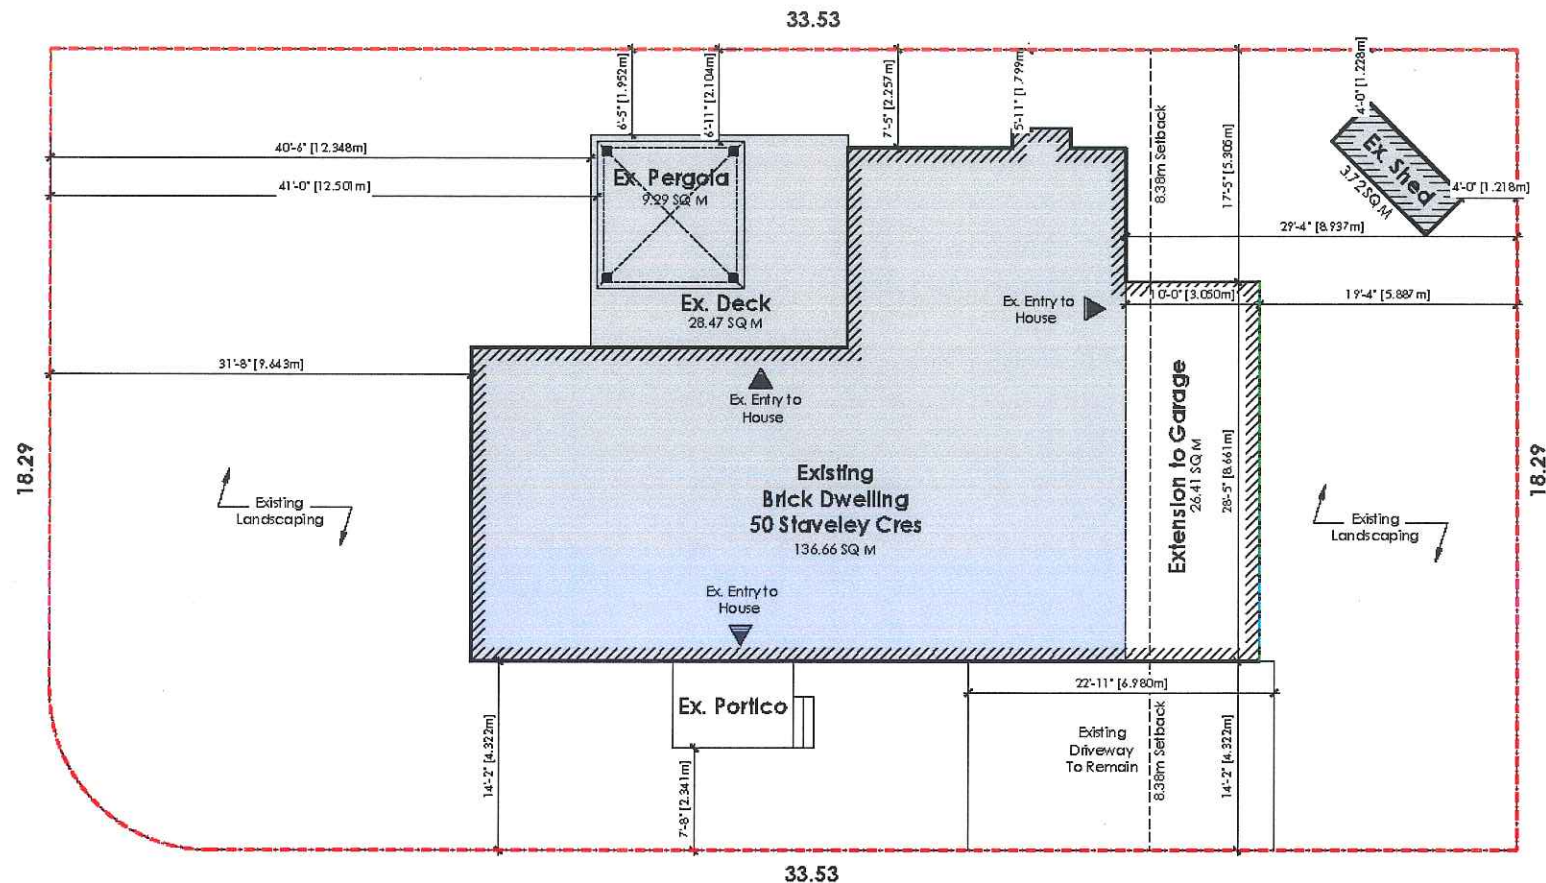 33.53
6'-5" [1.952m]
6'-11" [2.104m]
7'-5" [2.257m]
5'-11" [1.799m]
8.38m Setback
17'-5" [5.305m]
4'-0" [1.228m]
40'-6" [12.348m]
41'-0" [12.501m]
Ex. Pergola
9.29 SQ M
Ex. Shed
3.72 SQ M
4'-0" [1.218m]
29'-4" [8.937m]
Ex. Deck
28.47 SQ M
Ex. Entry to
House
10'-0" [3.050m]
19'-4" [5.887m]
31'-8" [9.643m]
Ex. Entry to
House
18.29
Existing
Landscaping
Existing
Brick Dwelling
50 Staveley Cres
136.66 SQ M
Extension to Garage
26.41 SQ M
28'-5" [8.661m]
Existing
Landscaping
18.29
Ex. Entry to
House
22'-11" [6.980m]
Ex. Portico
14'-2" [4.322m]
7'-8" [2.341m]
Existing
Driveway
To Remain
8.38m Setback
14'-2" [4.322m]
33.53